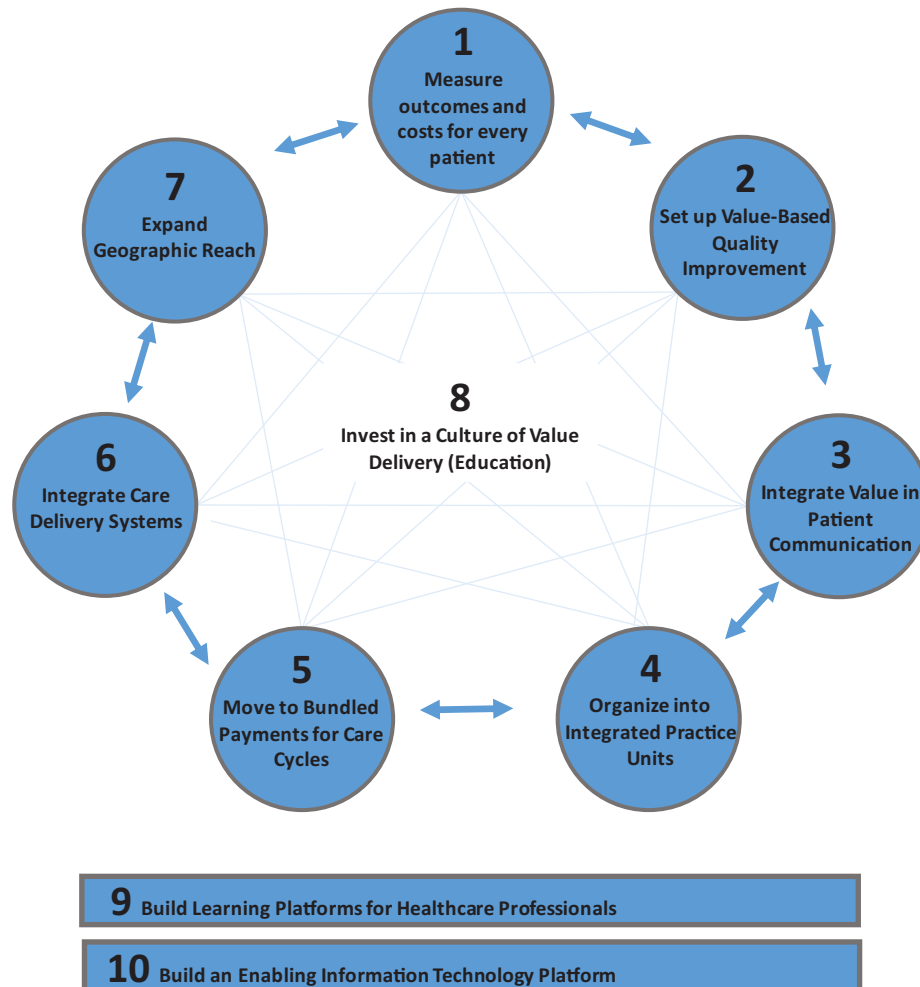 1
Measure
outcomes and
costs for every
patient
2
Set up Value-Based
Quality
Improvement
3
Integrate Value in
Patient
Communication
4
Organize into
Integrated Practice
Units
5
Move to Bundled
Payments for Care
Cycles
6
Integrate Care
Delivery Systems
7
Expand
Geographic Reach
8
Invest in a Culture of Value
Delivery (Education)
9 Build Learning Platforms for Healthcare Professionals
10 Build an Enabling Information Technology Platform